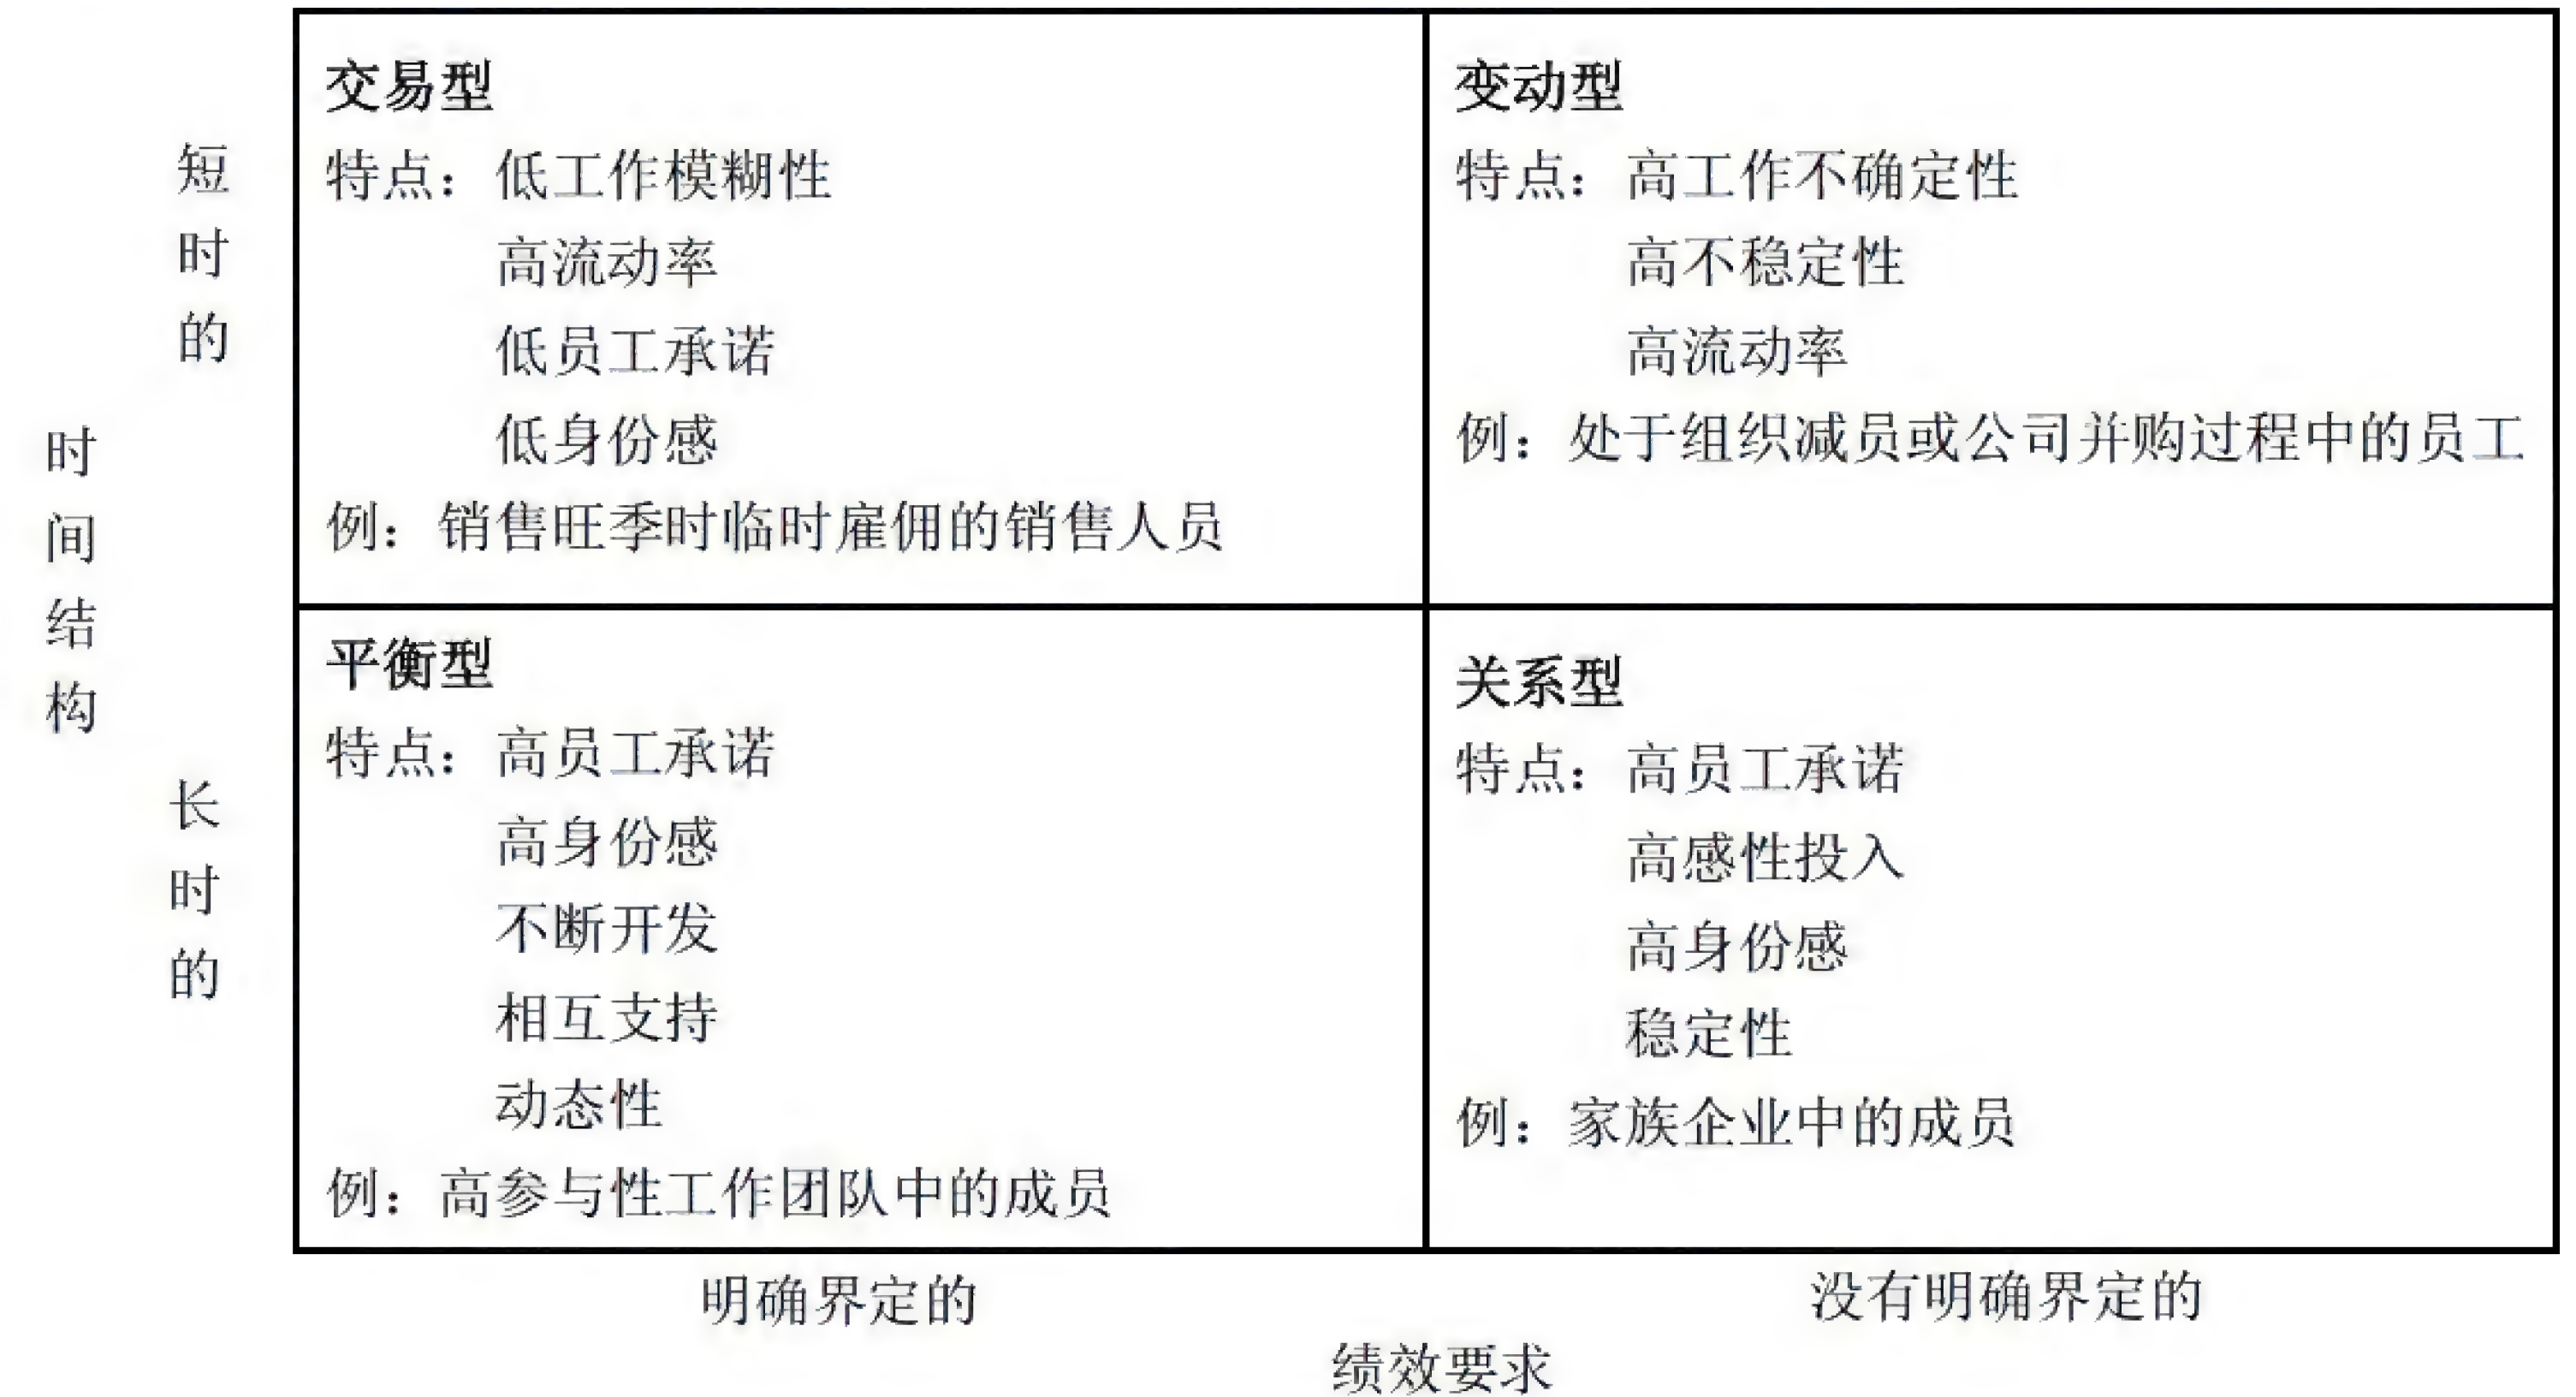 时间结构
短时的
交易型
特点：低工作模糊性
高流动率
低员工承诺
低身份感
例：销售旺季时临时雇佣的销售人员
变动型
特点：高工作不确定性
高不稳定性
高流动率
例：处于组织减员或公司并购过程中的员工
长时的
平衡型
特点：高员工承诺
高身份感
不断开发
相互支持
动态性
例：高参与性工作团队中的成员
关系型
特点：高员工承诺
高感性投入
高身份感
稳定性
例：家族企业中的成员
明确界定的
没有明确界定的
绩效要求